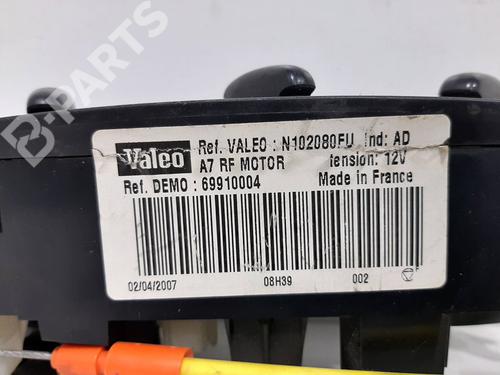 B-PARTS
Valeo
Ref. VALEO : N102080FU Ind: AD
A7 RF MOTOR tension: 12V
Ref. DEMO : 69910004 Made in France
02/04/2007 08H39 002 F